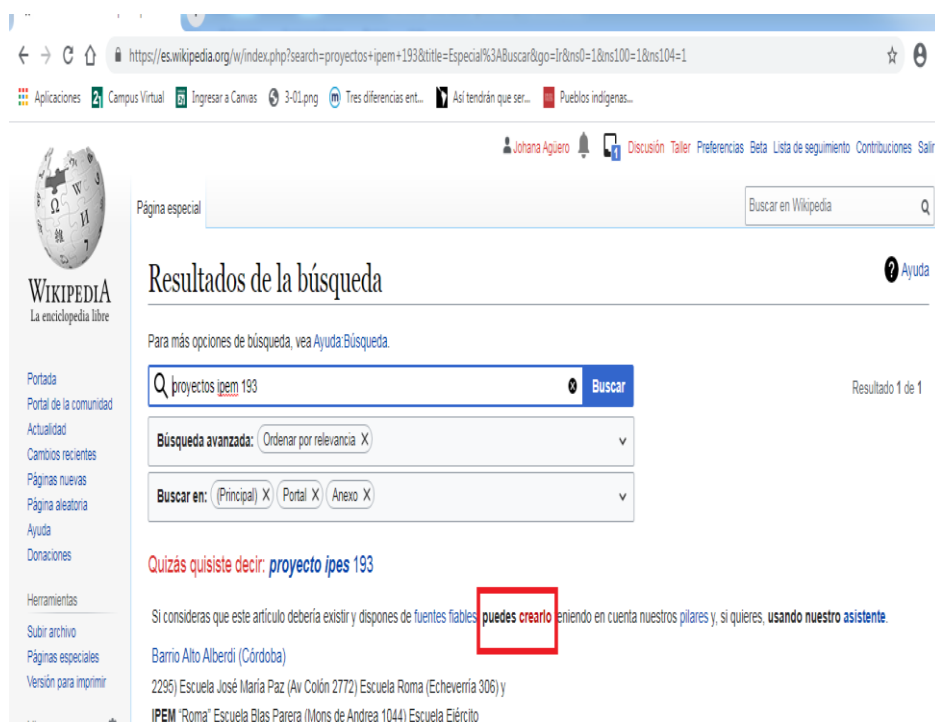 https://es.wikipedia.org/w/index.php?search=proyectos+ipem+193&title=Especial%3ABuscar&go=Ir&ns0=1&ns100=1&ns104=1
Aplicaciones Campus Virtual Ingresar a Canvas 3-01.png Tres diferencias ent... Así tendrán que ser... Pueblos indígenas...
Johana Agüero 1 Discusión Taller Preferencias Beta Lista de seguimiento Contribuciones Salir
Página especial
Buscar en Wikipedia
WIKIPEDIA
La enciclopedia libre
Resultados de la búsqueda
Ayuda
Para más opciones de búsqueda, vea Ayuda:Búsqueda.
proyectos ipem 193
Buscar
Resultado 1 de 1
Búsqueda avanzada: Ordenar por relevancia X
Buscar en: (Principal) X Portal X Anexo X
Portada
Portal de la comunidad
Actualidad
Cambios recientes
Páginas nuevas
Página aleatoria
Ayuda
Donaciones
Herramientas
Subir archivo
Páginas especiales
Versión para imprimir
Quizás quisiste decir: proyecto ipes 193
Si consideras que este artículo debería existir y dispones de fuentes fiables, puedes crearlo teniendo en cuenta nuestros pilares y, si quieres, usando nuestro asistente.
Barrio Alto Alberdi (Córdoba)
2295) Escuela José María Paz (Av Colón 2772) Escuela Roma (Echeverría 306) y
IPEM "Roma" Escuela Blas Parera (Mons de Andrea 1044) Escuela Ejército